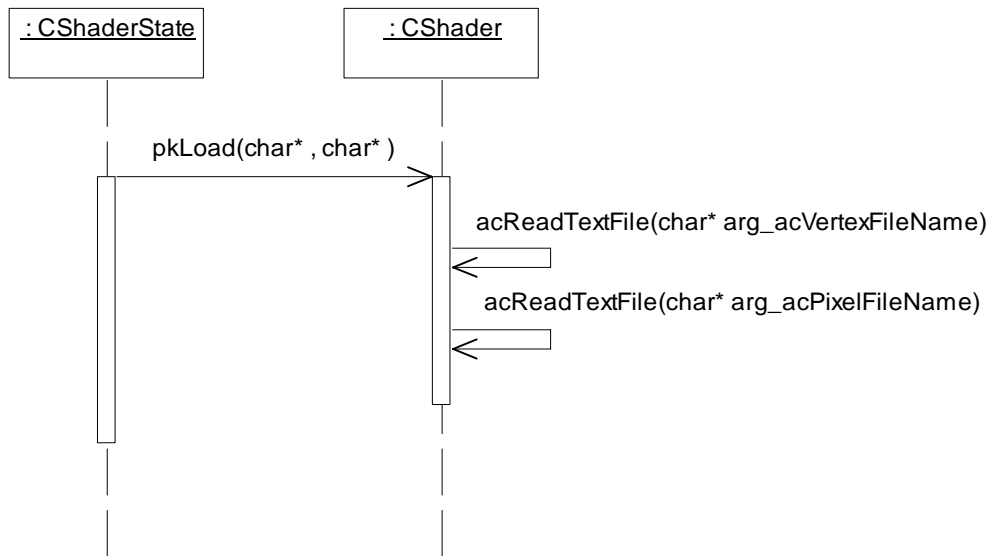 : CShaderState
: CShader
pkLoad(char* , char* )
acReadTextFile(char* arg_acVertexFileName)
acReadTextFile(char* arg_acPixelFileName)